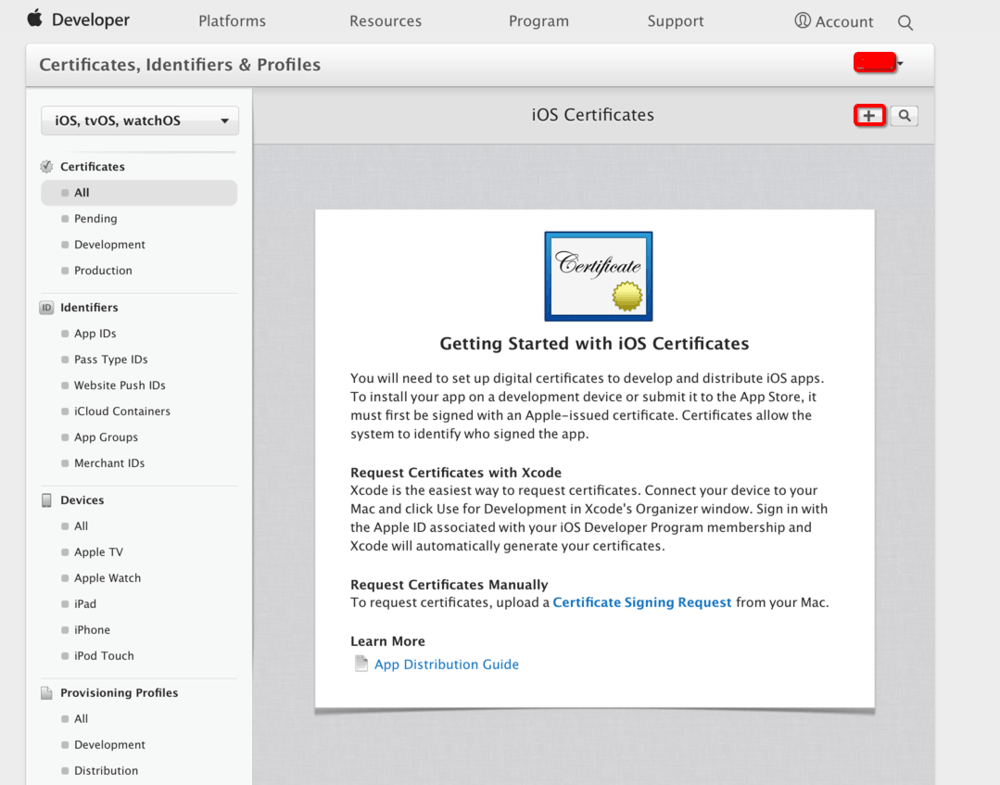 Developer
Platforms
Resources
Program
Support
Account
Certificates, Identifiers & Profiles
iOS, tvOS, watchOS
Certificates
All
Pending
Development
Production
ID Identifiers
App IDs
Pass Type IDs
Website Push IDs
iCloud Containers
App Groups
Merchant IDs
Devices
All
Apple TV
Apple Watch
iPad
iPhone
iPod Touch
Provisioning Profiles
All
Development
Distribution
iOS Certificates
+
Certificate
Getting Started with iOS Certificates
You will need to set up digital certificates to develop and distribute iOS apps.
To install your app on a development device or submit it to the App Store, it
must first be signed with an Apple-issued certificate. Certificates allow the
system to identify who signed the app.
Request Certificates with Xcode
Xcode is the easiest way to request certificates. Connect your device to your
Mac and click Use for Development in Xcode's Organizer window. Sign in with
the Apple ID associated with your iOS Developer Program membership and
Xcode will automatically generate your certificates.
Request Certificates Manually
To request certificates, upload a Certificate Signing Request from your Mac.
Learn More
App Distribution Guide